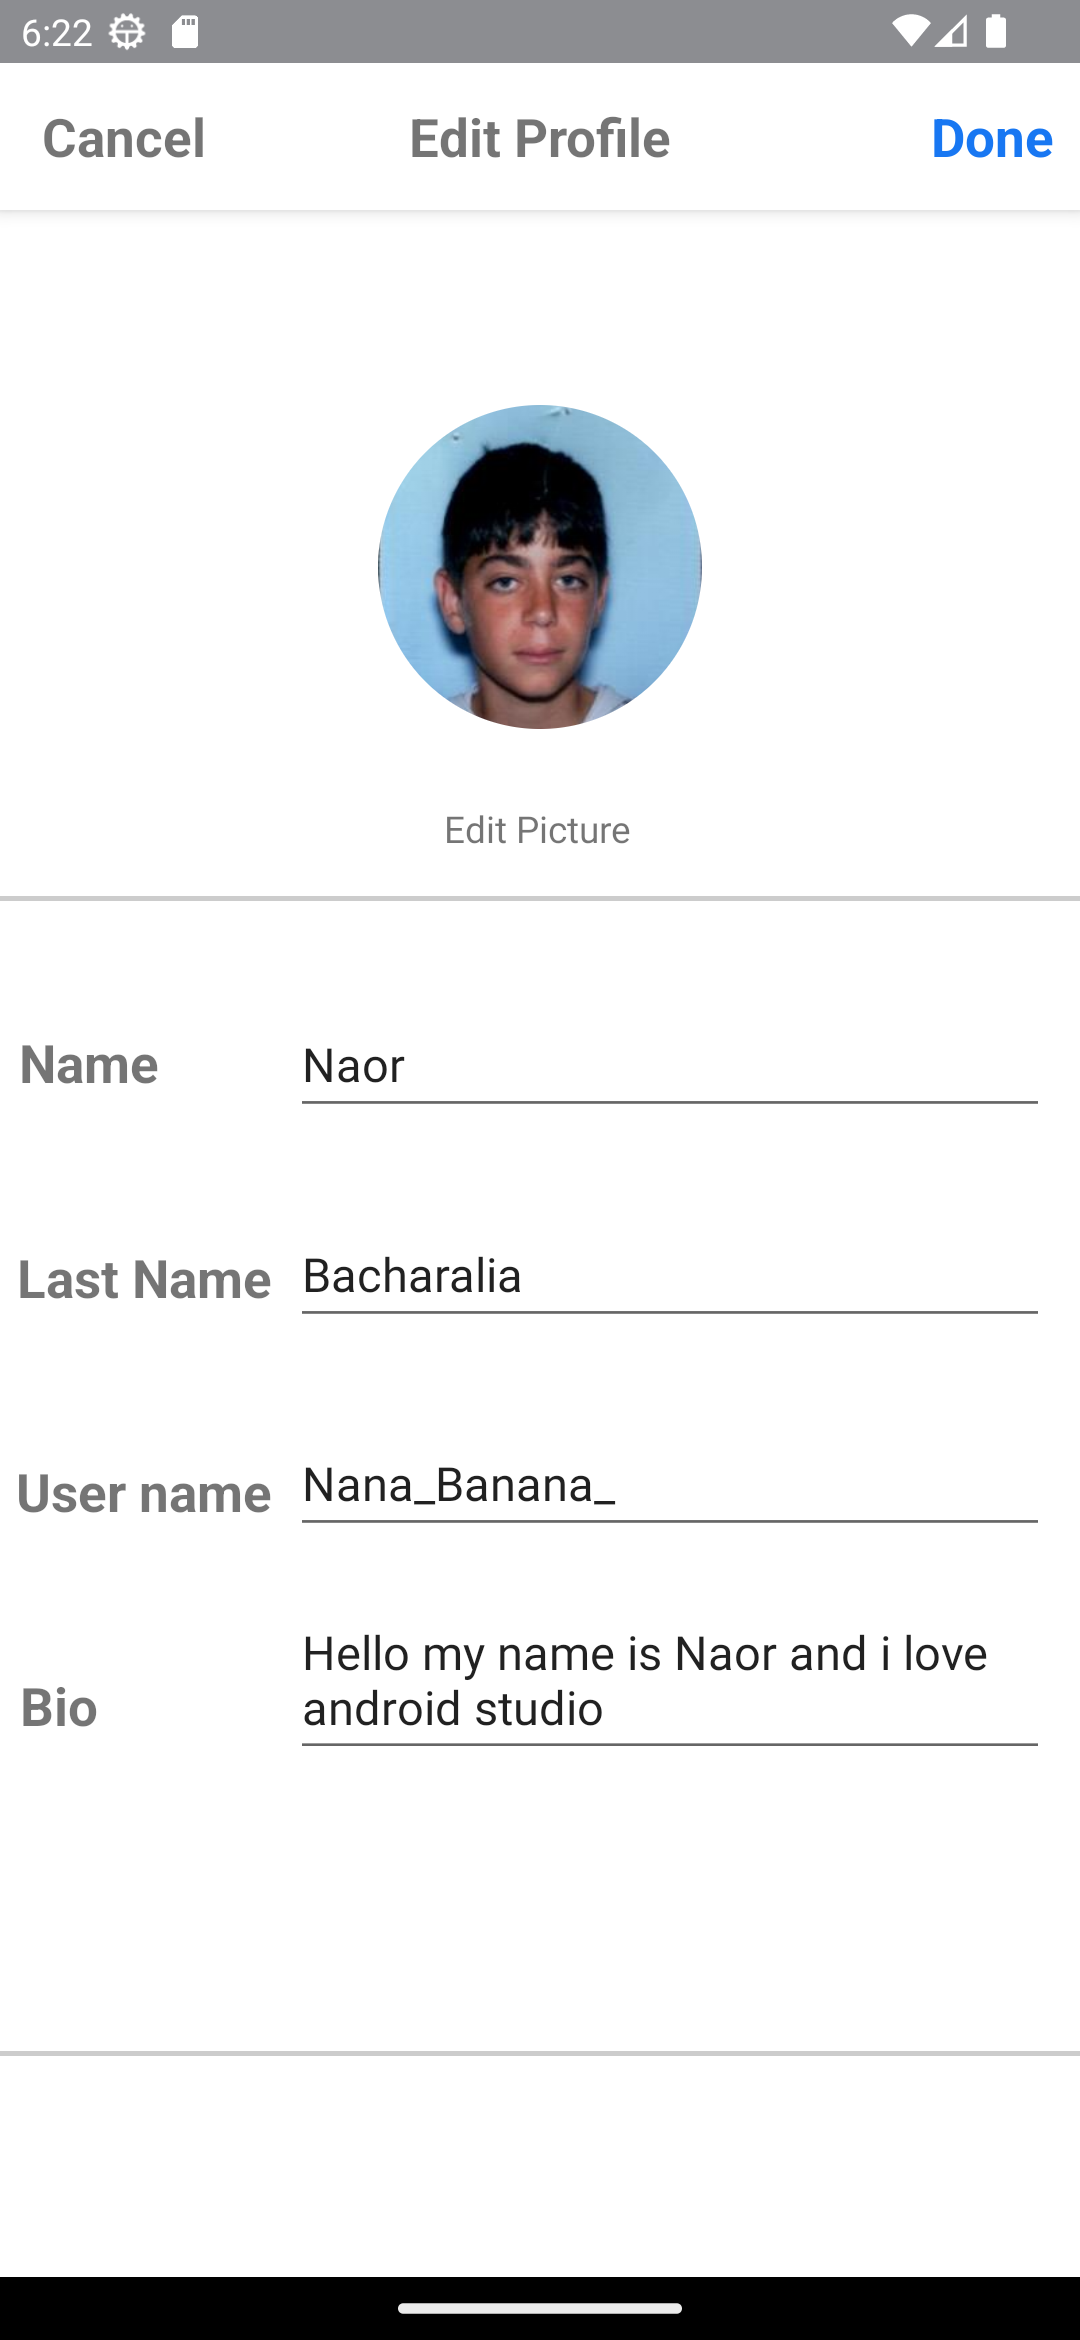 6:22
Cancel Edit Profile Done
Edit Picture
Name Naor
Last Name Bacharalia
User name Nana_Banana_
Hello my name is Naor and i love
android studio
Bio